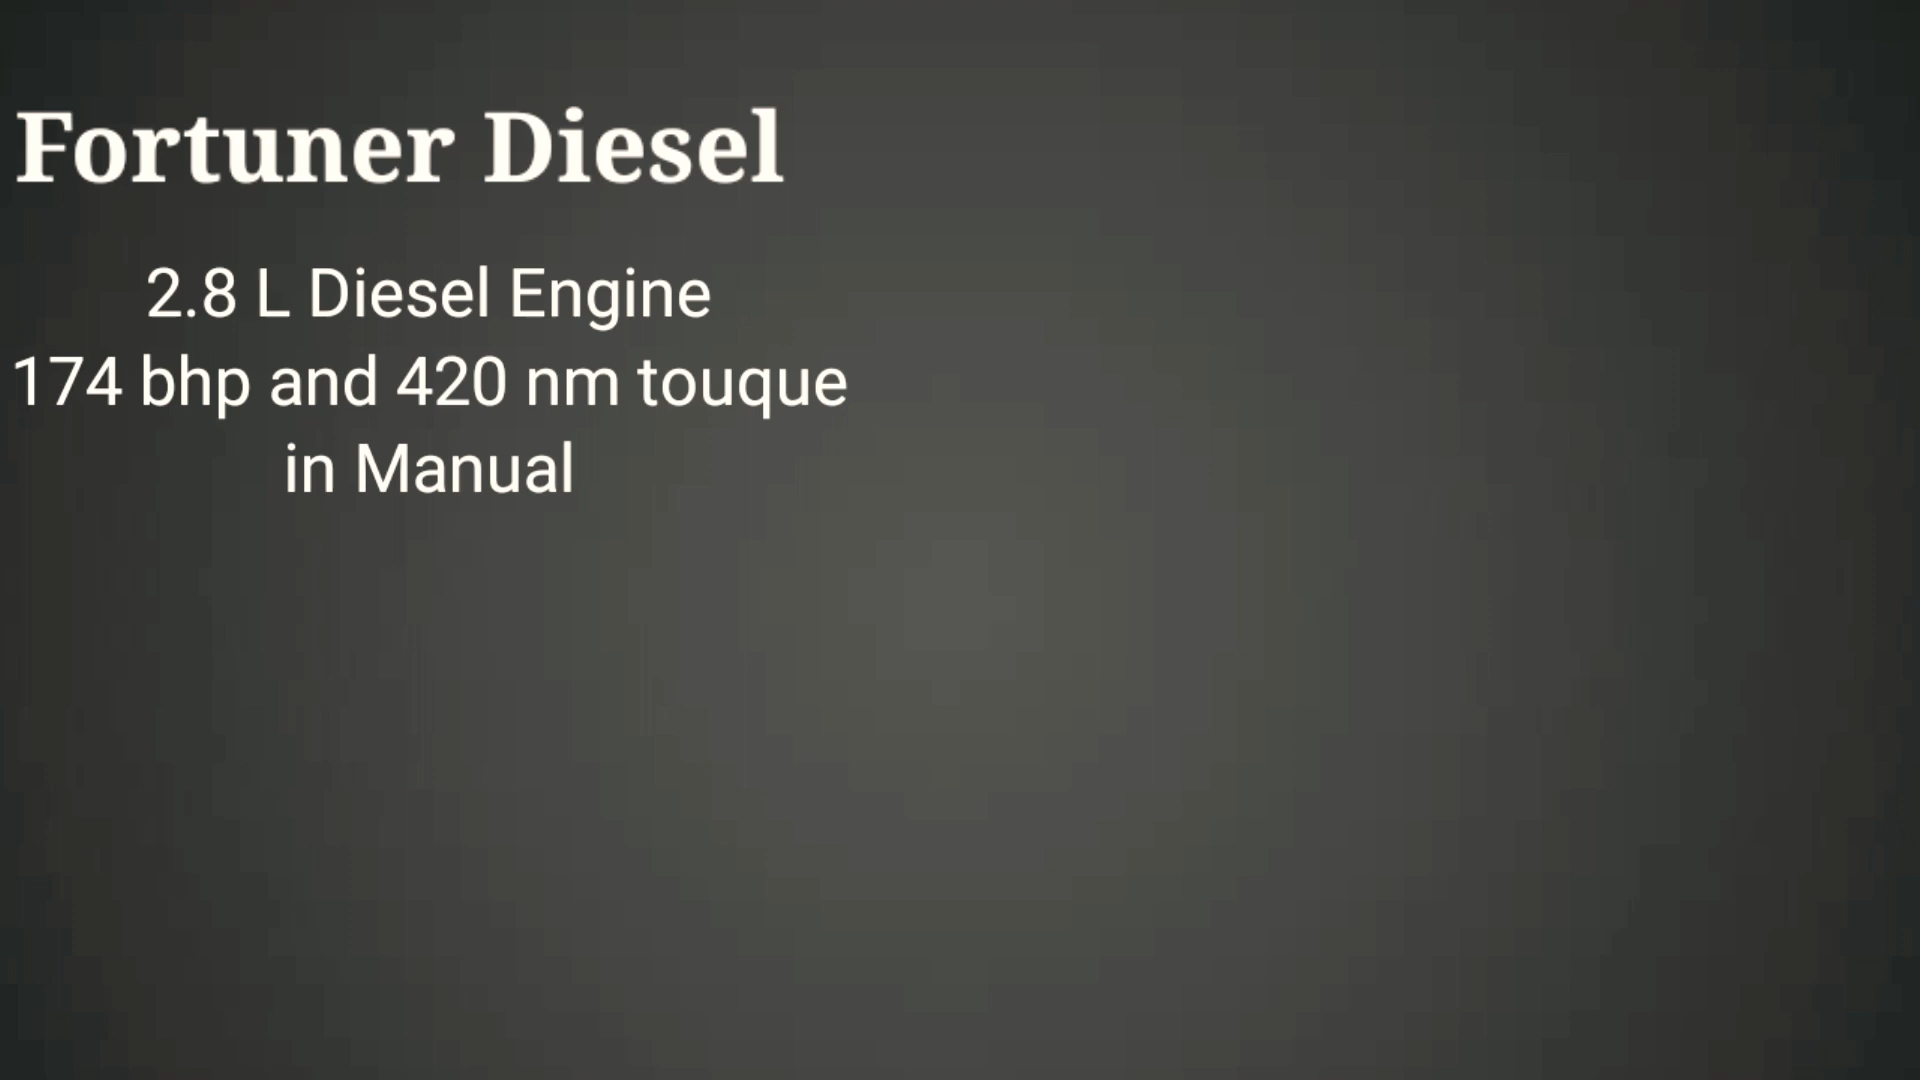 Fortuner Diesel
2.8 L Diesel Engine
174 bhp and 420 nm touque
in Manual